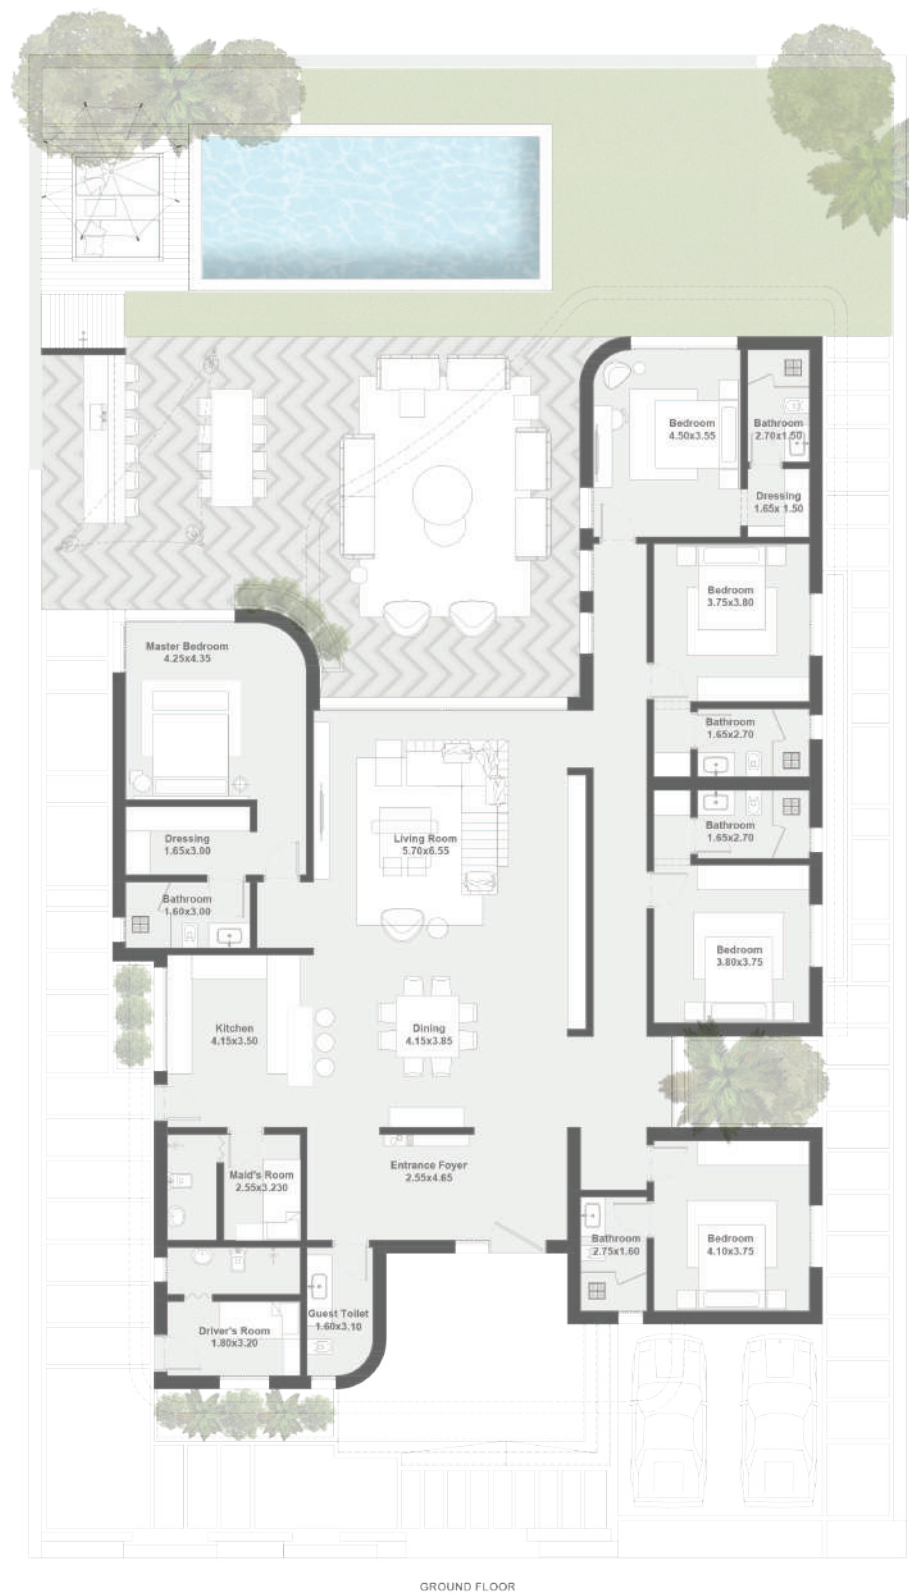 Bedroom
4.50x3.55
Bathroom
2.70x1.50
Dressing
1.65x 1.50
Bedroom
3.75x3.80
Master Bedroom
4.25x4.35
Bathroom
1.65x2.70
Living Room
5.70x6.55
Dressing
1.65x3.00
Bathroom
1.65x2.70
Bathroom
1.60x3.00
Bedroom
3.80x3.75
Kitchen
4.15x3.50
Dining
4.15x3.85
Entrance Foyer
2.55x4.65
Maid's Room
2.55x3.230
Bathroom
2.75x1.60
Bedroom
4.10x3.75
Guest Toilet
1.60x3.10
Driver's Room
1.80x3.20
GROUND FLOOR